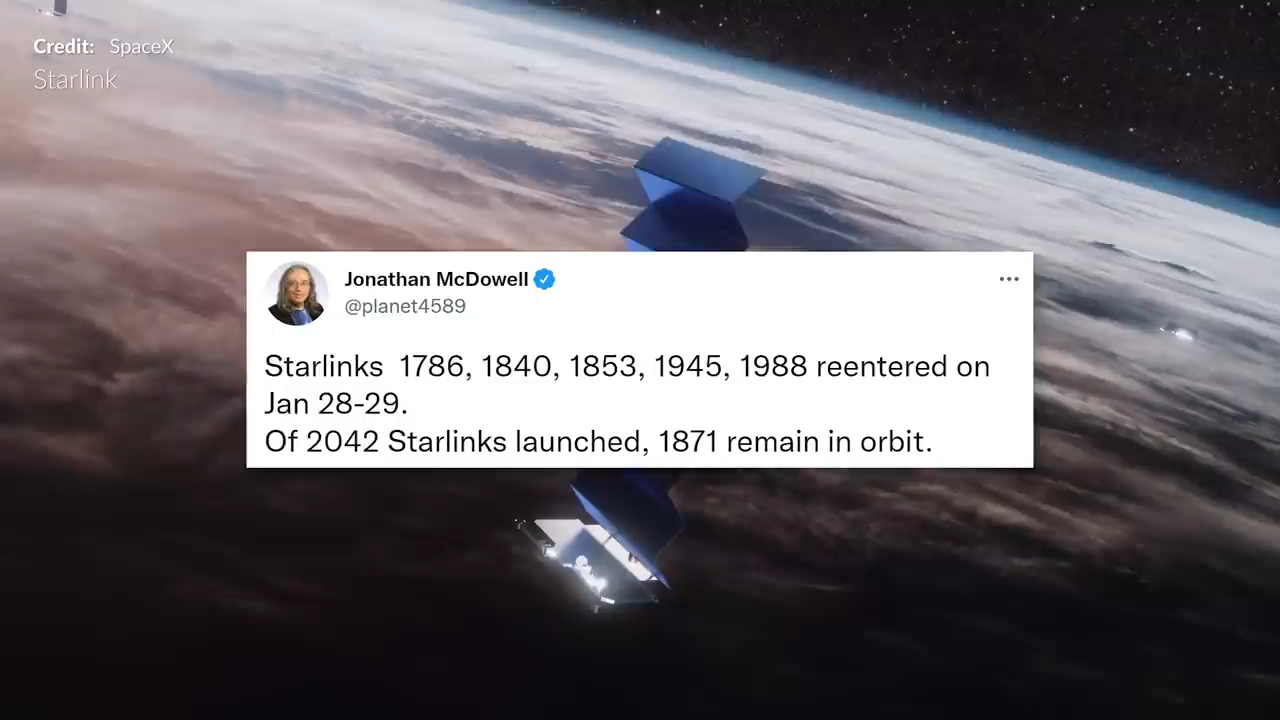 Credit: SpaceX
Starlink
Jonathan McDowell
@planet4589
Starlinks 1786, 1840, 1853, 1945, 1988 reentered on
Jan 28-29.
Of 2042 Starlinks launched, 1871 remain in orbit.